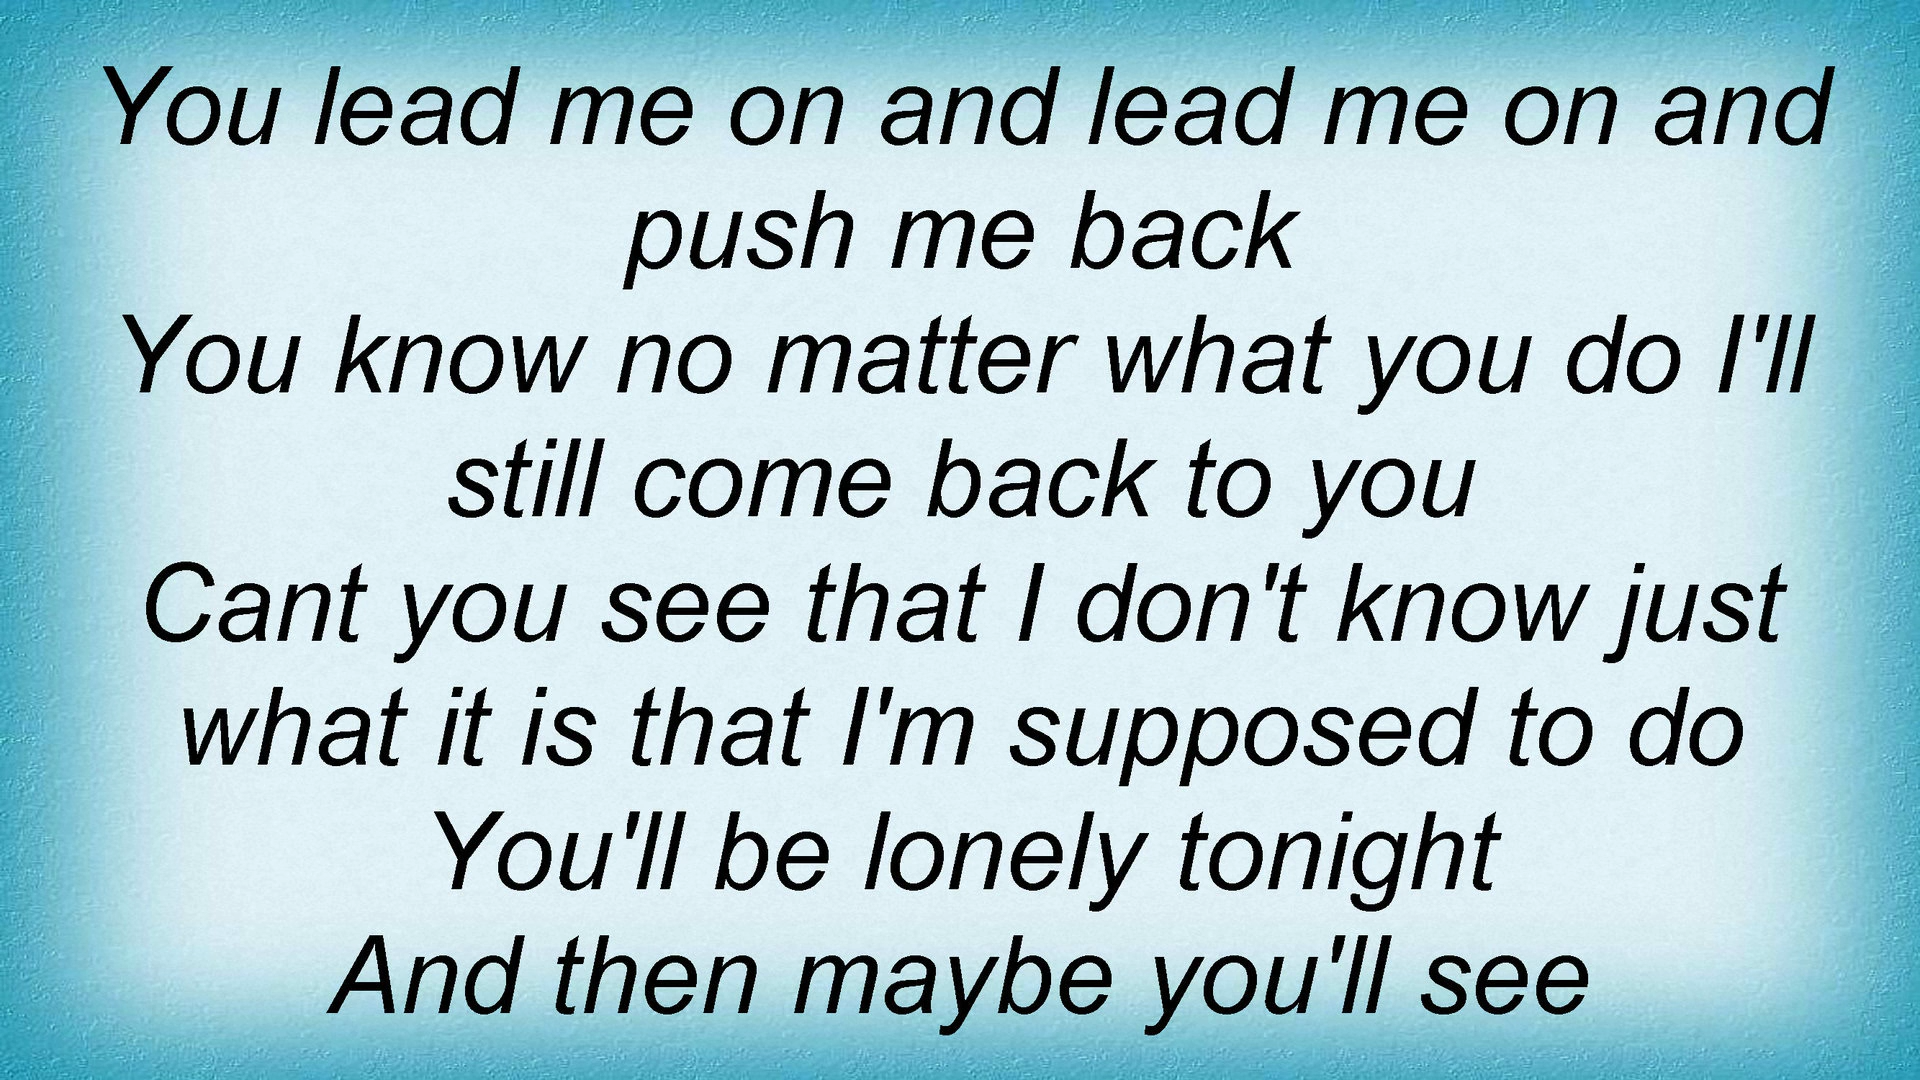 You lead me on and lead me on and
push me back
You know no matter what you do I'll
still come back to you
Cant you see that I don't know just
what it is that I'm supposed to do
You'll be lonely tonight
And then maybe you'll see